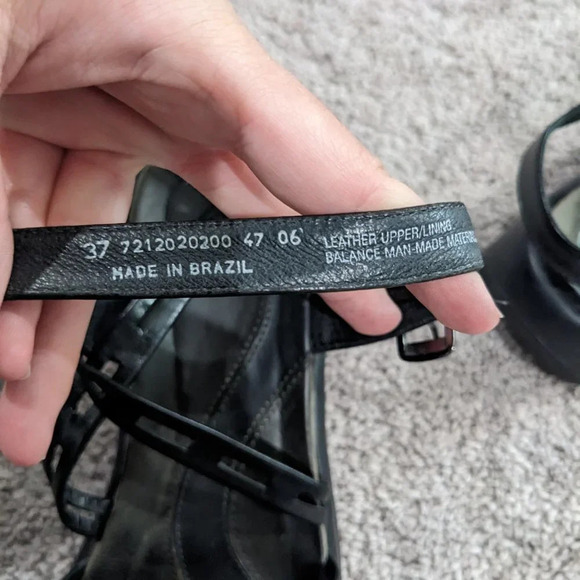 37 7212020200 47 06
MADE IN BRAZIL
LEATHER UPPER/LINING
BALANCE MAN-MADE MATERIAL